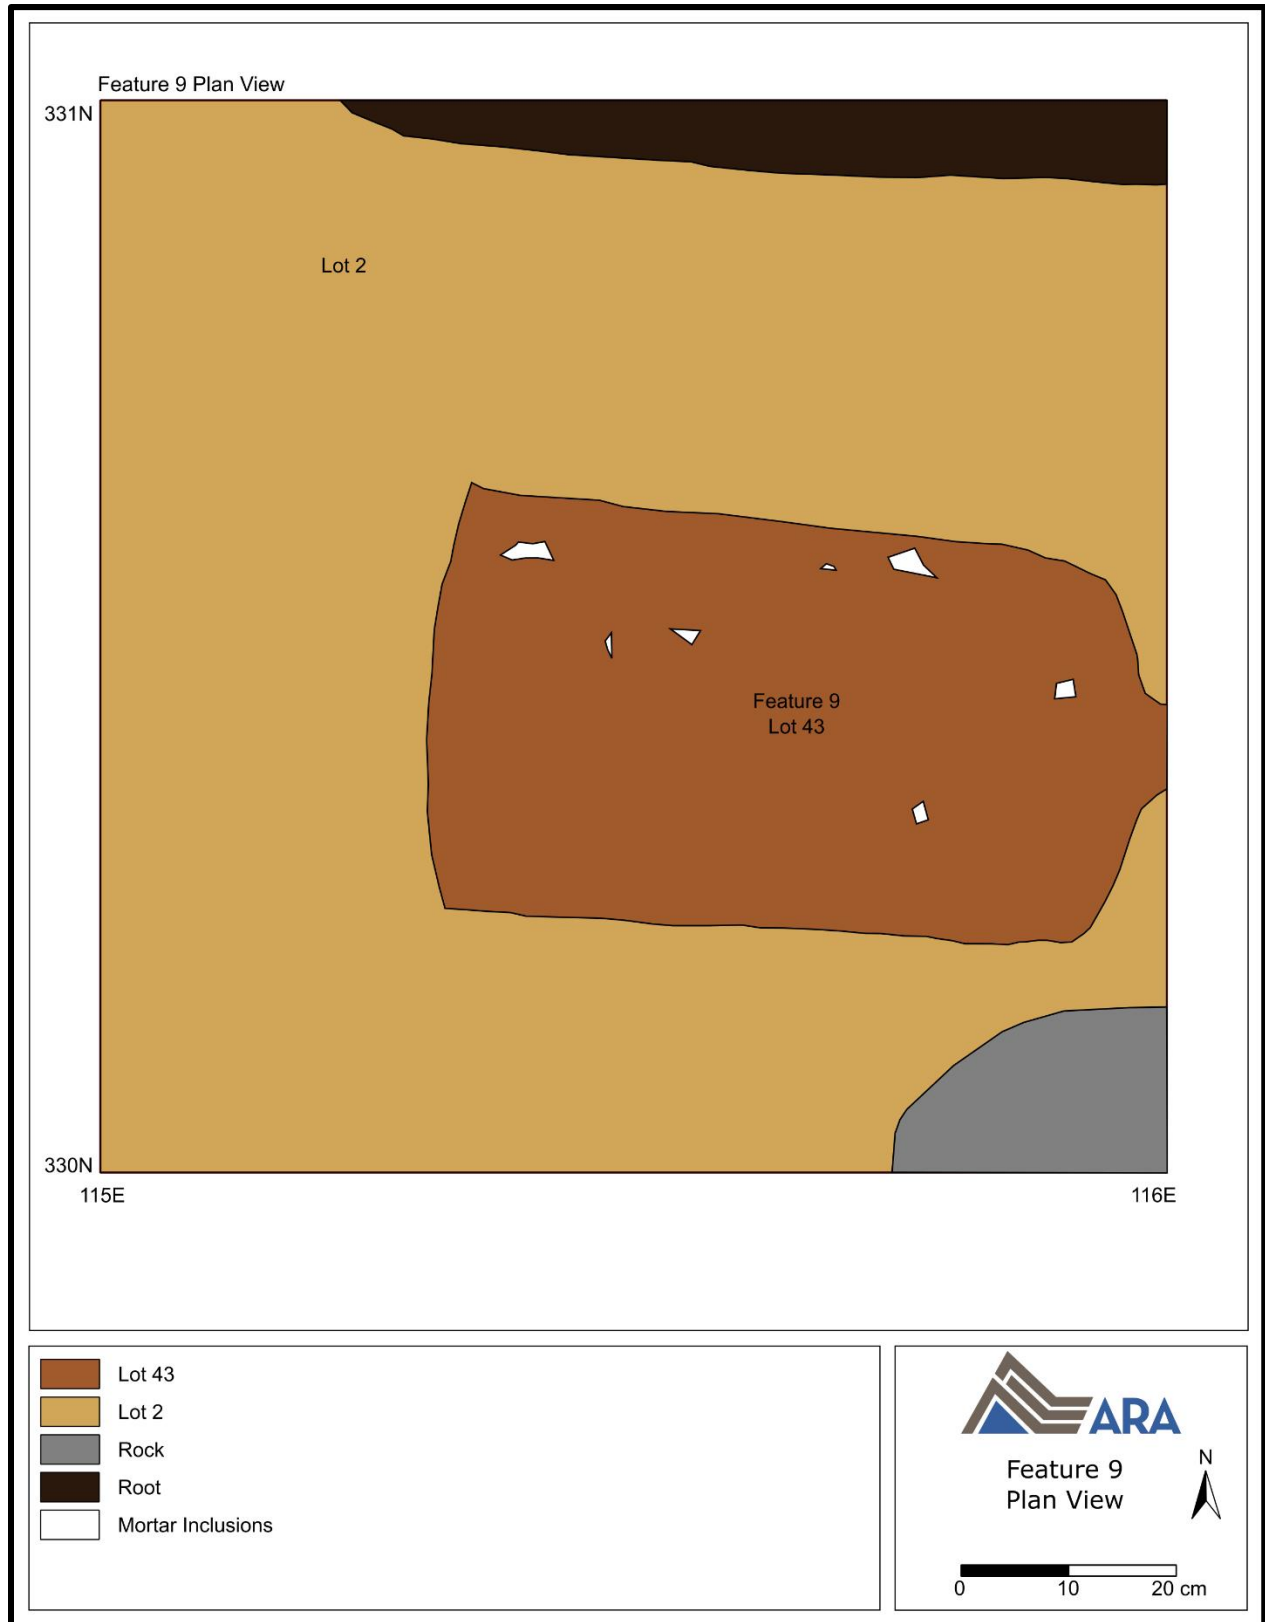 Feature 9 Plan View
331N
Lot 2
Feature 9
Lot 43
330N
115E 116E
Lot 43
Lot 2
Rock
Root
Mortar Inclusions
ARA
Feature 9
Plan View
N
0 10 20 cm